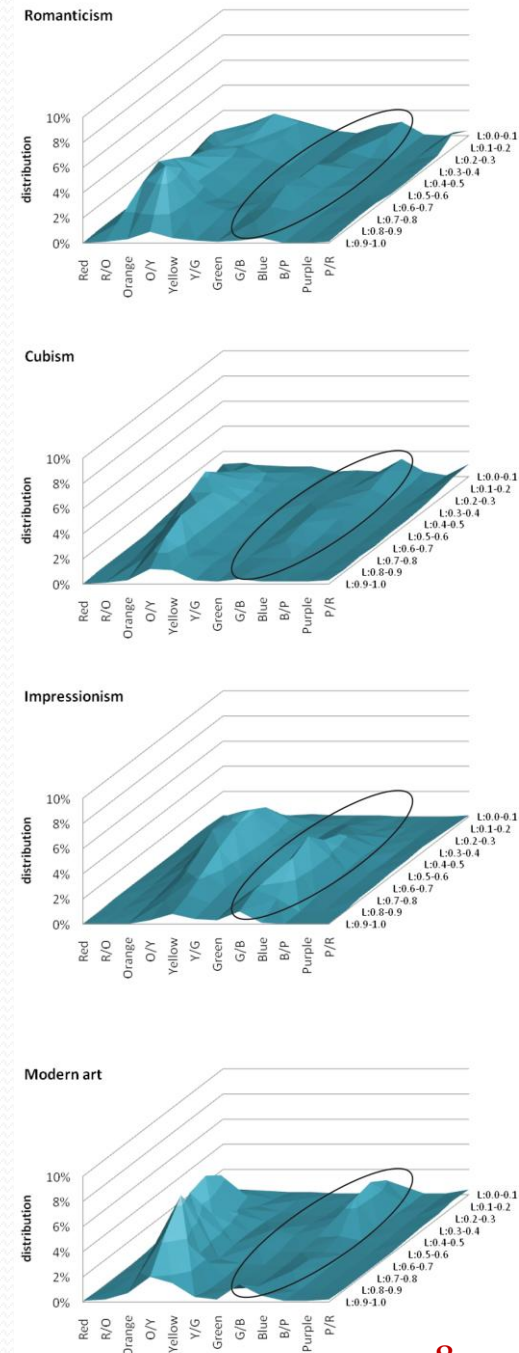 Romanticism
distribution
10%
8%
6%
4%
2%
0%
Red
R/O
Orange
O/Y
Yellow
Y/G
Green
G/B
Blue
B/P
Purple
P/R
L:0.0-0.1
L:0.1-0.2
L:0.2-0.3
L:0.3-0.4
L:0.4-0.5
L:0.5-0.6
L:0.6-0.7
L:0.7-0.8
L:0.8-0.9
L:0.9-1.0
Cubism
distribution
10%
8%
6%
4%
2%
0%
Red
R/O
Orange
O/Y
Yellow
Y/G
Green
G/B
Blue
B/P
Purple
P/R
L:0.0-0.1
L:0.1-0.2
L:0.2-0.3
L:0.3-0.4
L:0.4-0.5
L:0.5-0.6
L:0.6-0.7
L:0.7-0.8
L:0.8-0.9
L:0.9-1.0
Impressionism
distribution
10%
8%
6%
4%
2%
0%
Red
R/O
Orange
O/Y
Yellow
Y/G
Green
G/B
Blue
B/P
Purple
P/R
L:0.0-0.1
L:0.1-0.2
L:0.2-0.3
L:0.3-0.4
L:0.4-0.5
L:0.5-0.6
L:0.6-0.7
L:0.7-0.8
L:0.8-0.9
L:0.9-1.0
Modern art
distribution
10%
8%
6%
4%
2%
0%
Red
R/O
Orange
O/Y
Yellow
Y/G
Green
G/B
Blue
B/P
Purple
P/R
L:0.0-0.1
L:0.1-0.2
L:0.2-0.3
L:0.3-0.4
L:0.4-0.5
L:0.5-0.6
L:0.6-0.7
L:0.7-0.8
L:0.8-0.9
L:0.9-1.0